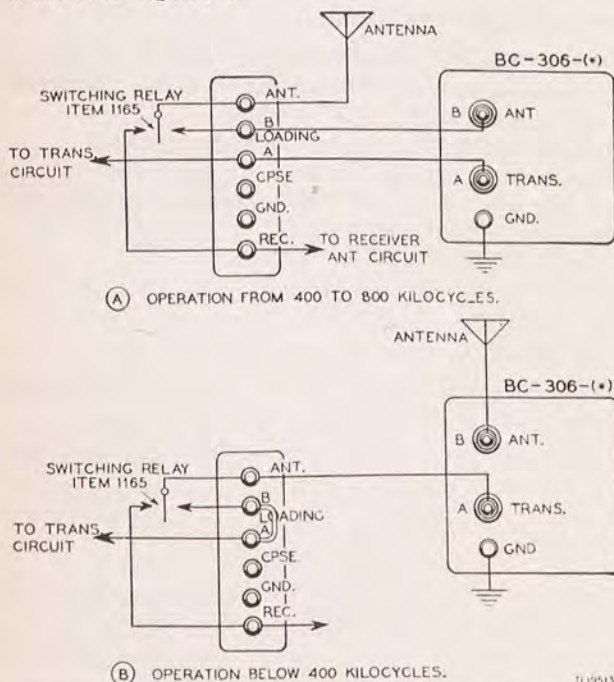 ANTENNA
BC-306-(*)
SWITCHING RELAY
ITEM 1165
ANT.
B
LOADING
A
TO TRANS.
CIRCUIT
CPSE
GND.
REC.
TO RECEIVER
ANT CIRCUIT
B ANT
A TRANS.
GND.
A OPERATION FROM 400 TO 800 KILOCYCLES.
ANTENNA
BC-306-(*)
B ANT.
SWITCHING RELAY
ITEM 1165
ANT.
B
LOADING
A
TO TRANS.
CIRCUIT
CPSE
GND.
REC.
A TRANS.
GND
B OPERATION BELOW 400 KILOCYCLES.